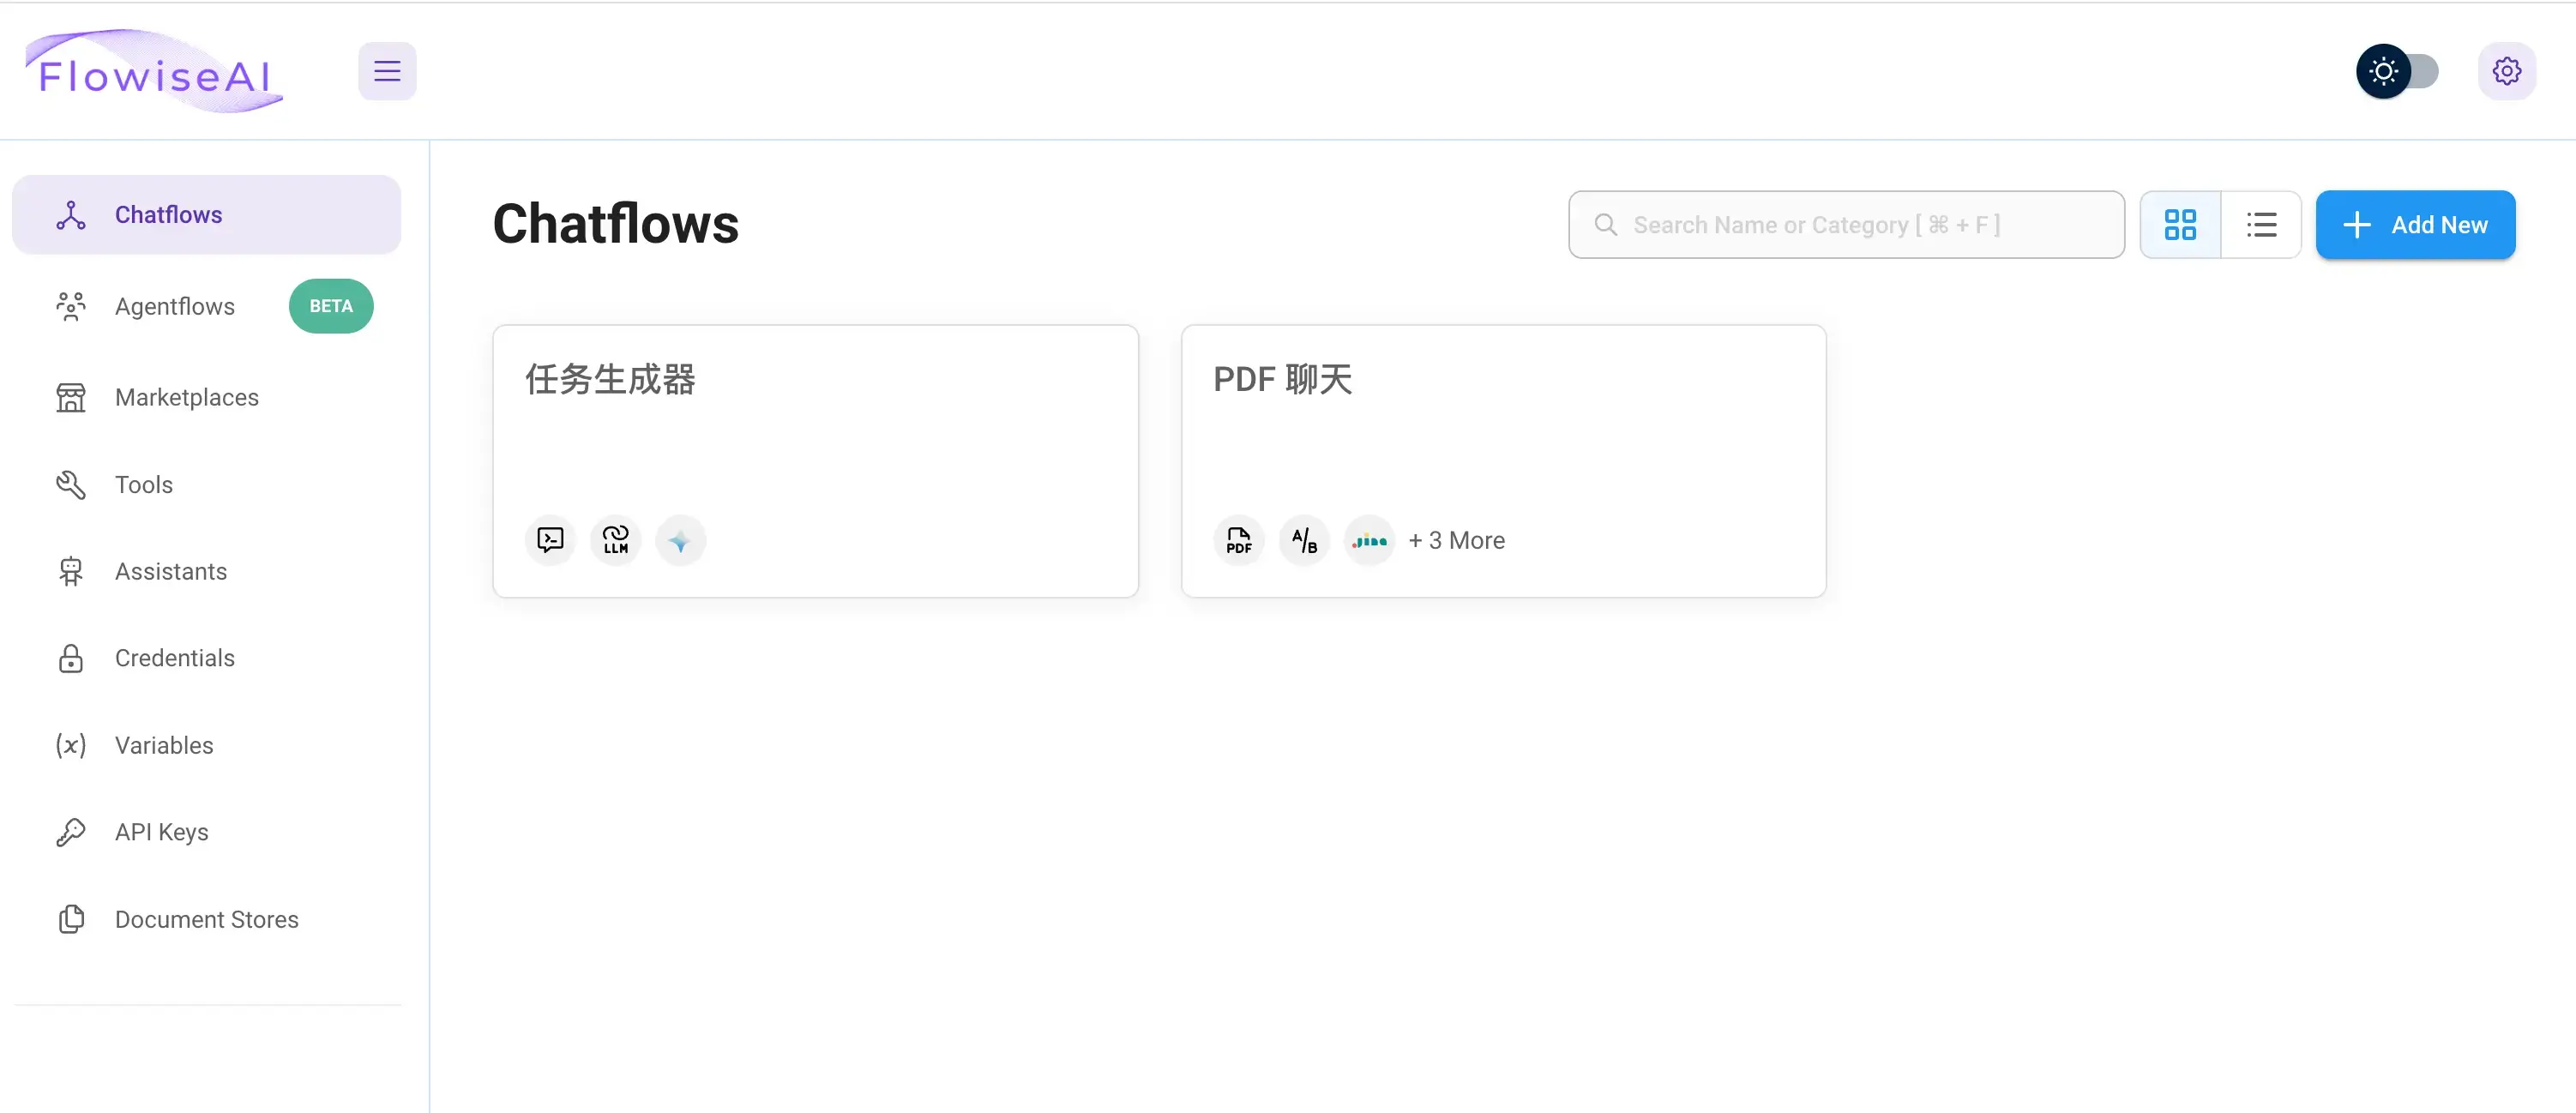 FlowiseAI
Chatflows
Agentflows BETA
Marketplaces
Tools
Assistants
Credentials
Variables
API Keys
Document Stores
Chatflows
Search Name or Category [ ⌘ + F ]
Add New
任务生成器
LLM
PDF 聊天
PDF
A/B
Jina
+ 3 More